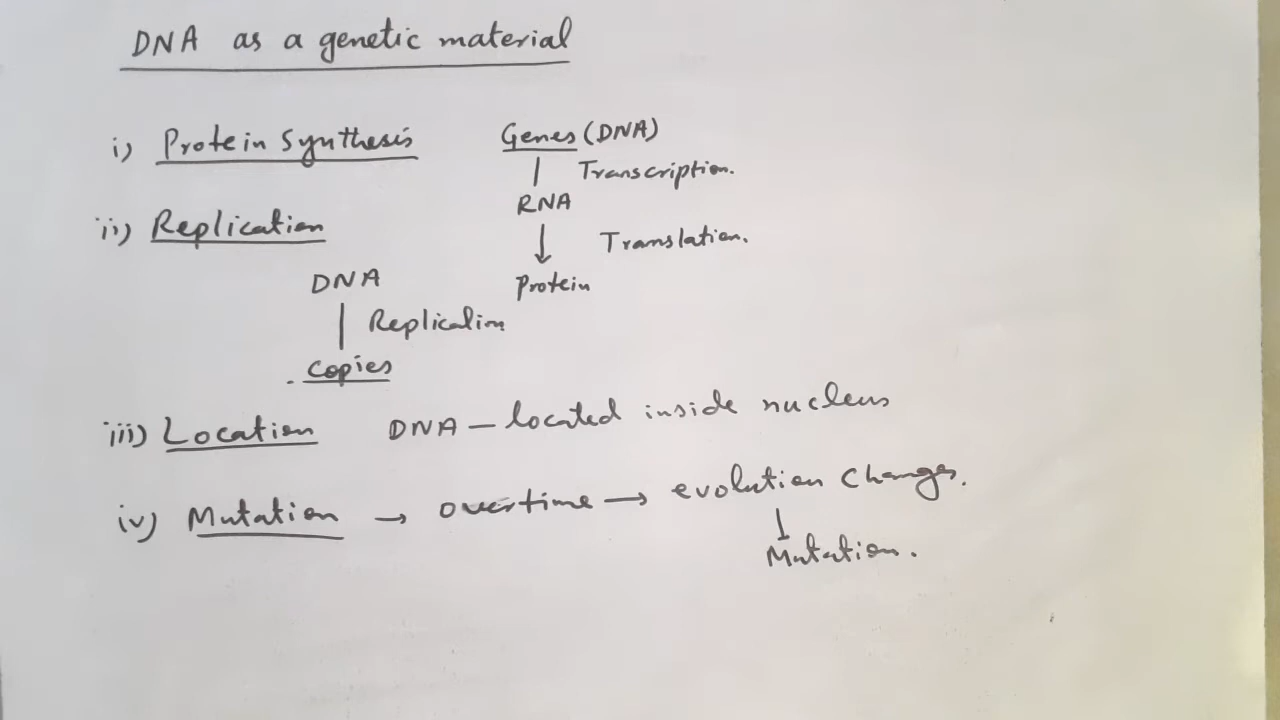 DNA as a genetic material
i) Protein Synthesis
Genes (DNA)
Transcription.
RNA
Translation.
Protein
ii) Replication
DNA
Replication
Copies
iii) Location DNA - located inside nucleus
iv) Mutation → overtime → evolution Changes.
Mutation.